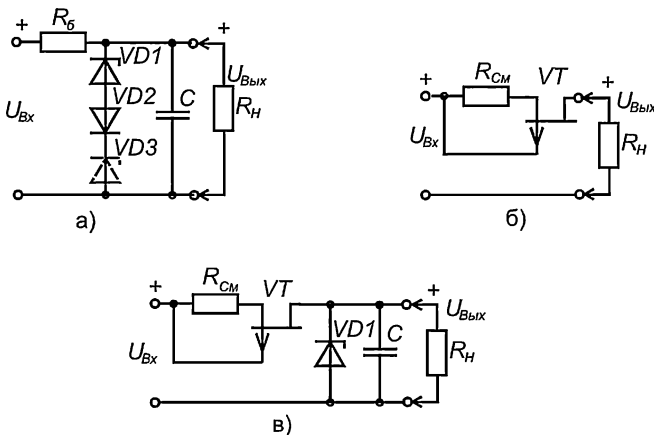 + Rб + VD1 C Uвых
Uвх VD2 Rн
VD3
а)
+ Rсм VT + Uвых
Uвх Rн
б)
+ Rсм VT + Uвых
Uвх VD1 C Rн
в)